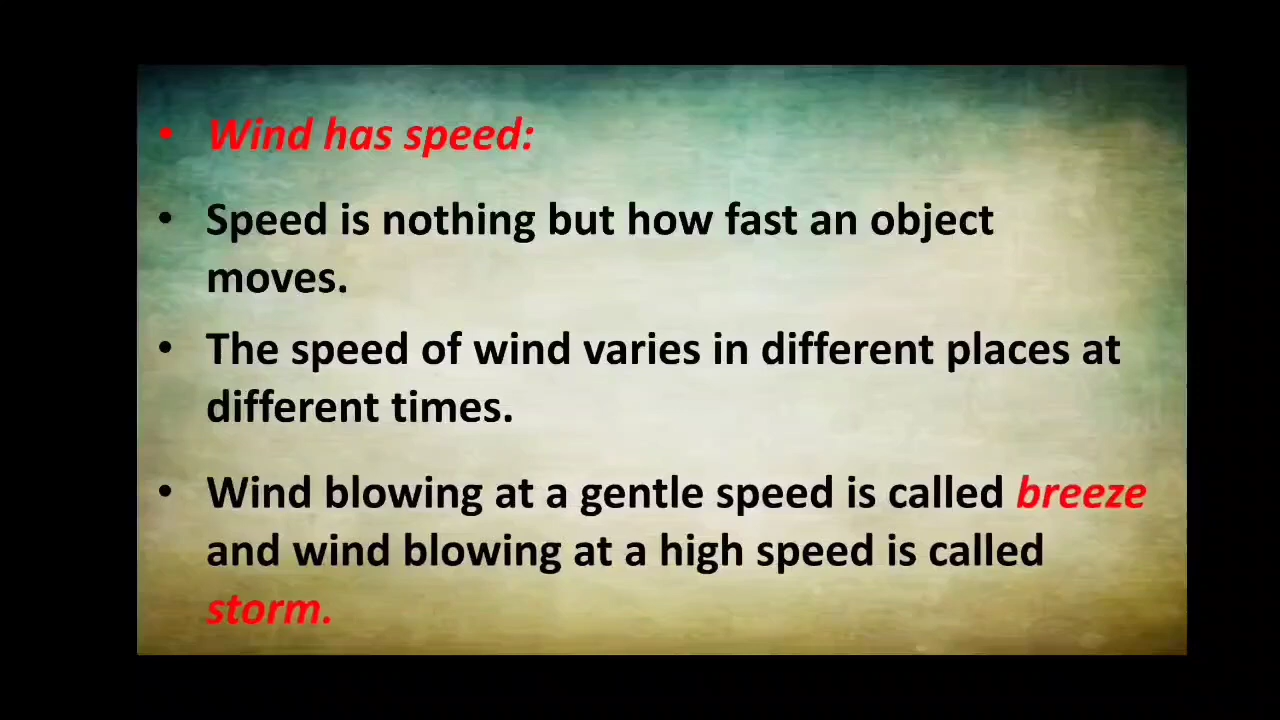 • Wind has speed:
• Speed is nothing but how fast an object
moves.
• The speed of wind varies in different places at
different times.
• Wind blowing at a gentle speed is called breeze
and wind blowing at a high speed is called
storm.